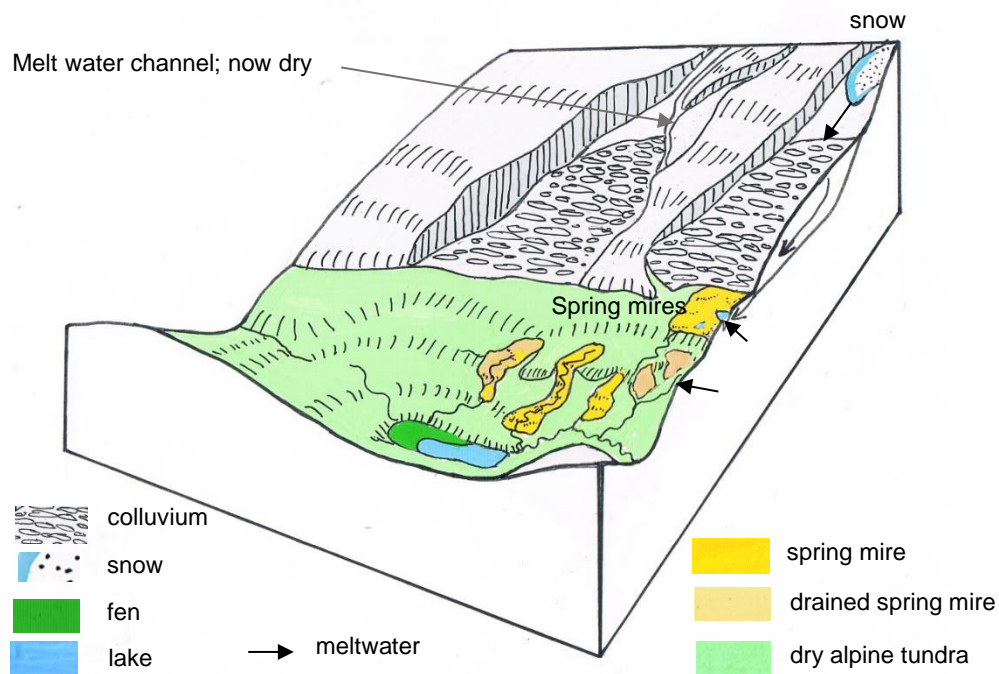 snow
Melt water channel; now dry
Spring mires
colluvium
snow
fen
lake
meltwater
spring mire
drained spring mire
dry alpine tundra